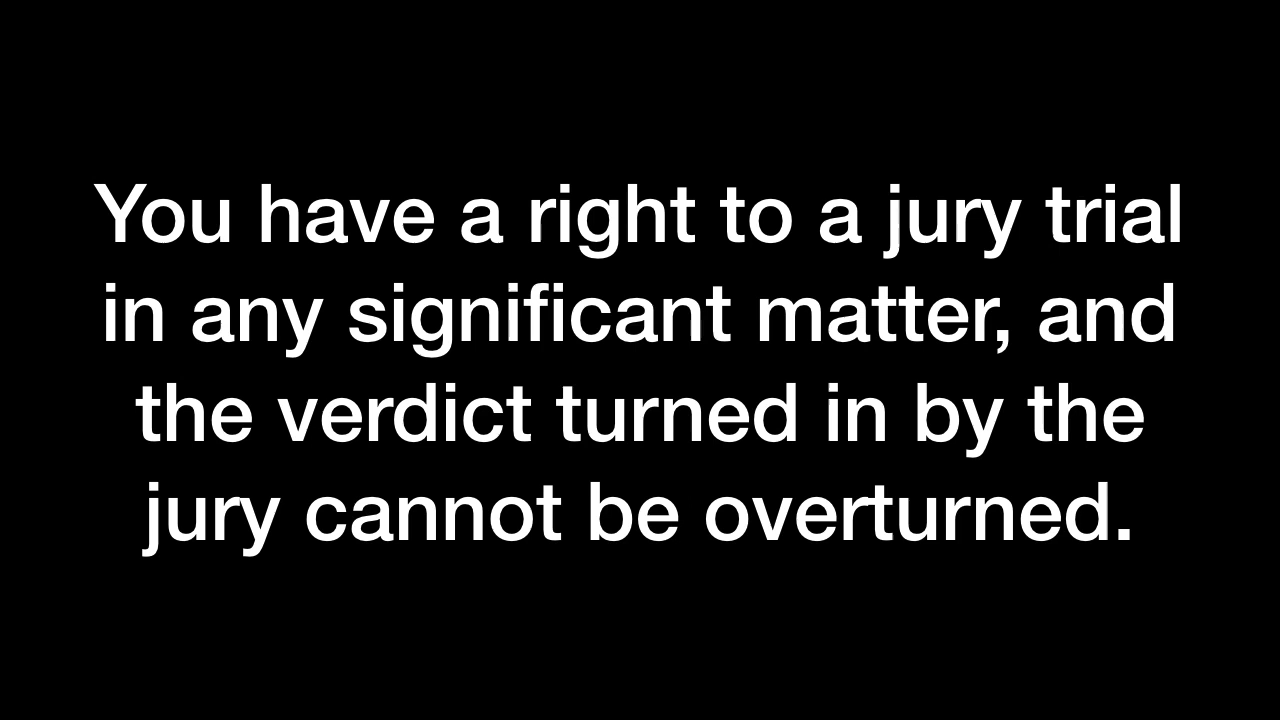 You have a right to a jury trial
in any significant matter, and
the verdict turned in by the
jury cannot be overturned.